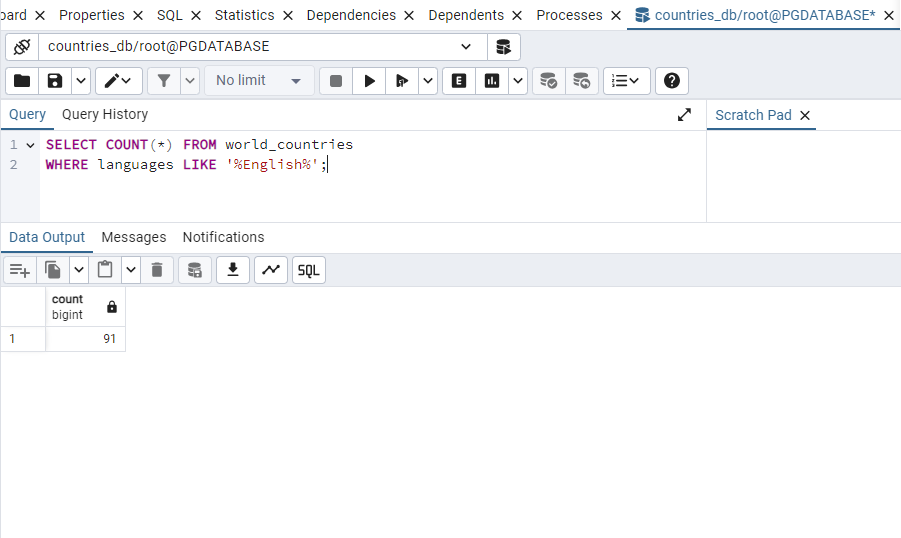 oard Properties SQL Statistics Dependencies Dependents Processes countries_db/root@PGDATABASE*
countries_db/root@PGDATABASE
No limit E
Query Query History Scratch Pad
1 SELECT COUNT(*) FROM world_countries
2 WHERE languages LIKE '%English%';
Data Output Messages Notifications
SQL
count
bigint
1 91